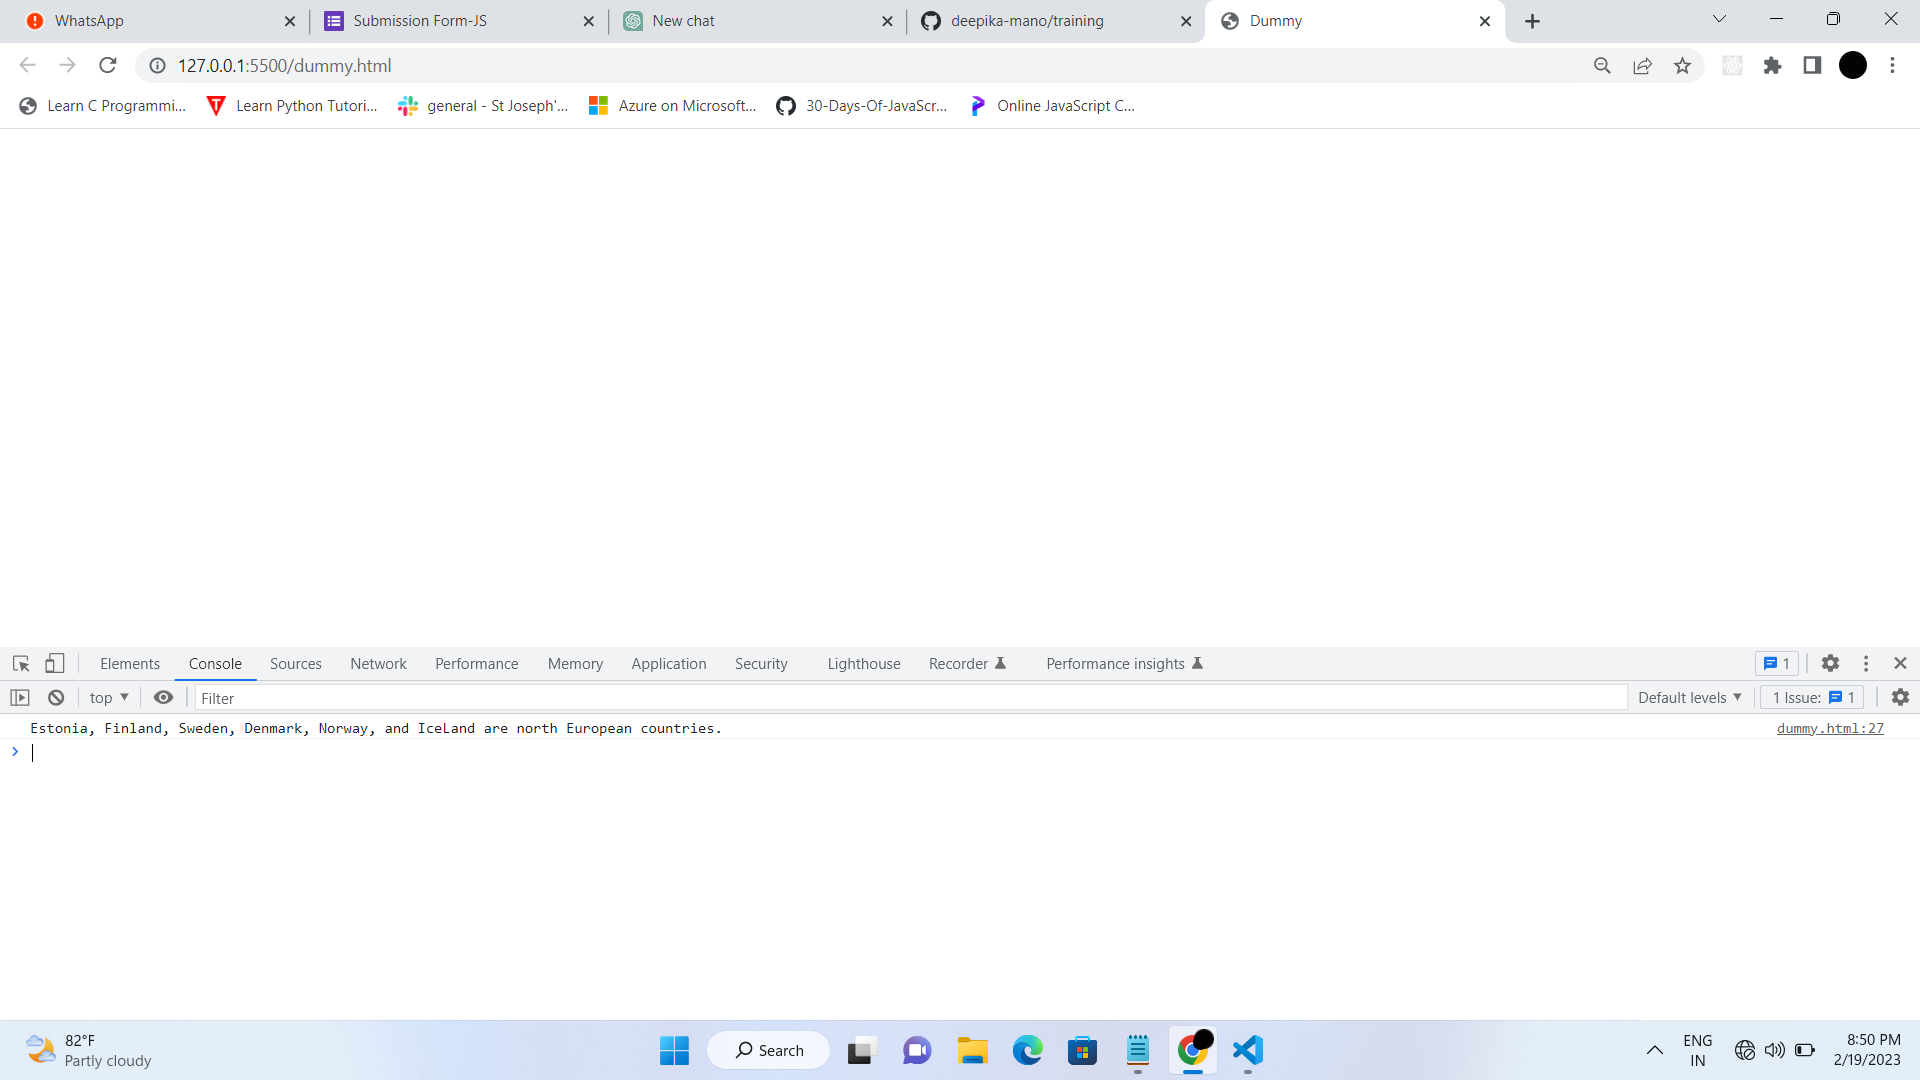 WhatsApp
Submission Form-JS
New chat
deepika-mano/training
Dummy
127.0.0.1:5500/dummy.html
Learn C Programmi...
Learn Python Tutori...
general - St Joseph'...
Azure on Microsoft...
30-Days-Of-JavaScr...
Online JavaScript C...
Elements
Console
Sources
Network
Performance
Memory
Application
Security
Lighthouse
Recorder
Performance insights
1
top
Filter
Default levels
1 Issue: 1
Estonia, Finland, Sweden, Denmark, Norway, and IceLand are north European countries.
dummy.html:27
82°F
Partly cloudy
Search
ENG
IN
8:50 PM
2/19/2023